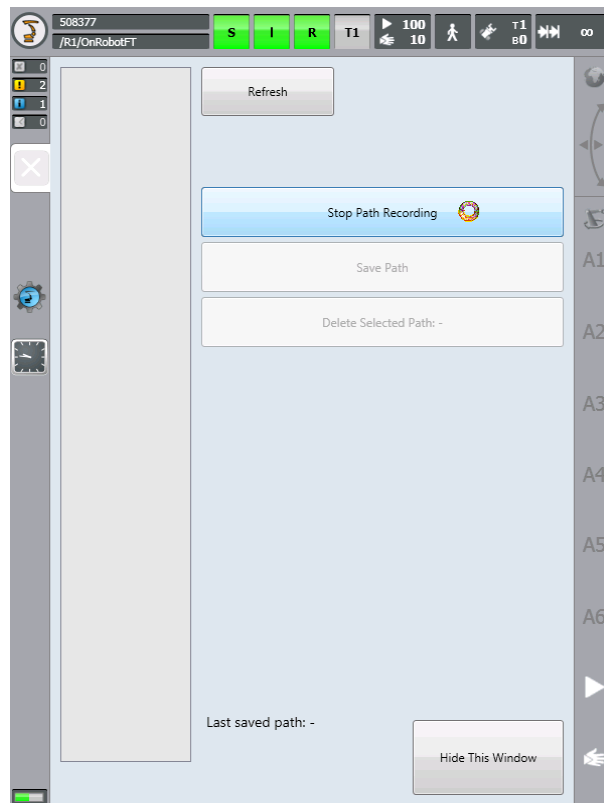 508377
/R1/OnRobotFT
S I R T1
100
10
T1
B0
∞
0
2
1
0
Refresh
Stop Path Recording
Save Path
Delete Selected Path: -
A1
A2
A3
A4
A5
A6
Last saved path: -
Hide This Window